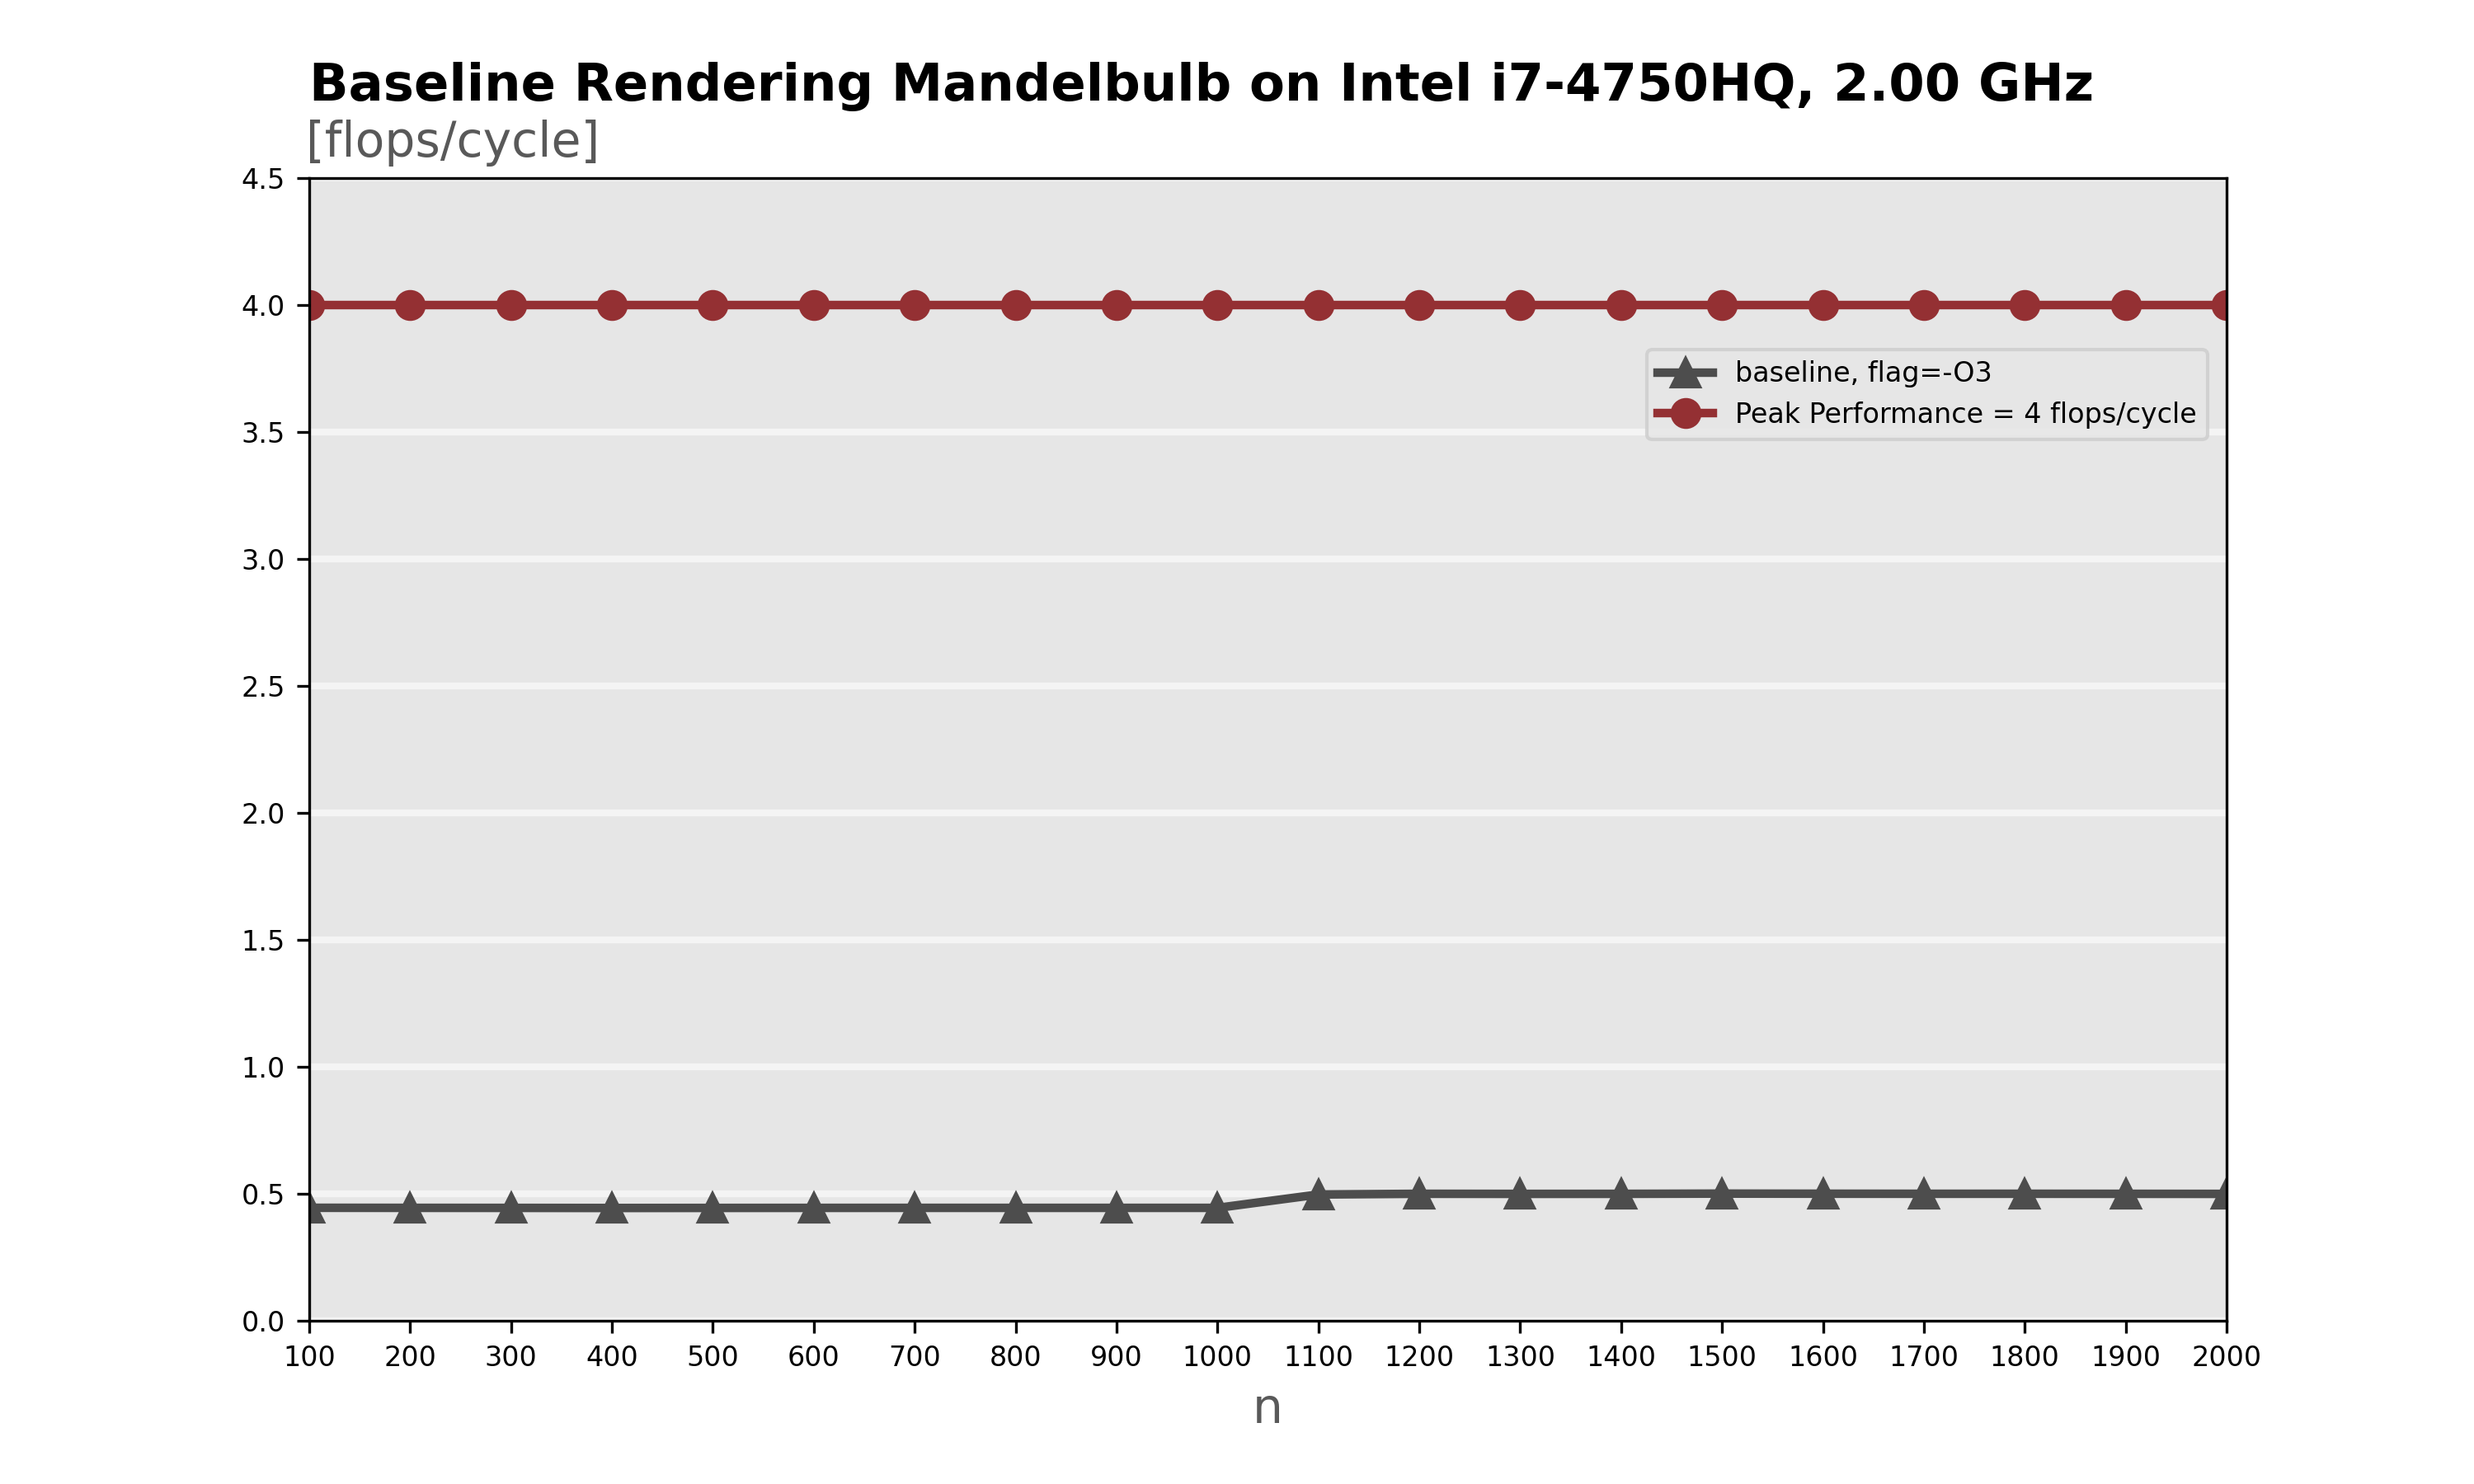 Baseline Rendering Mandelbulb on Intel i7-4750HQ, 2.00 GHz
[flops/cycle]
4.5
4.0
baseline, flag=-O3
Peak Performance = 4 flops/cycle
3.5
3.0
2.5
2.0
1.5
1.0
0.5
0.0
100 200 300 400 500 600 700 800 900 1000 1100 1200 1300 1400 1500 1600 1700 1800 1900 2000
n